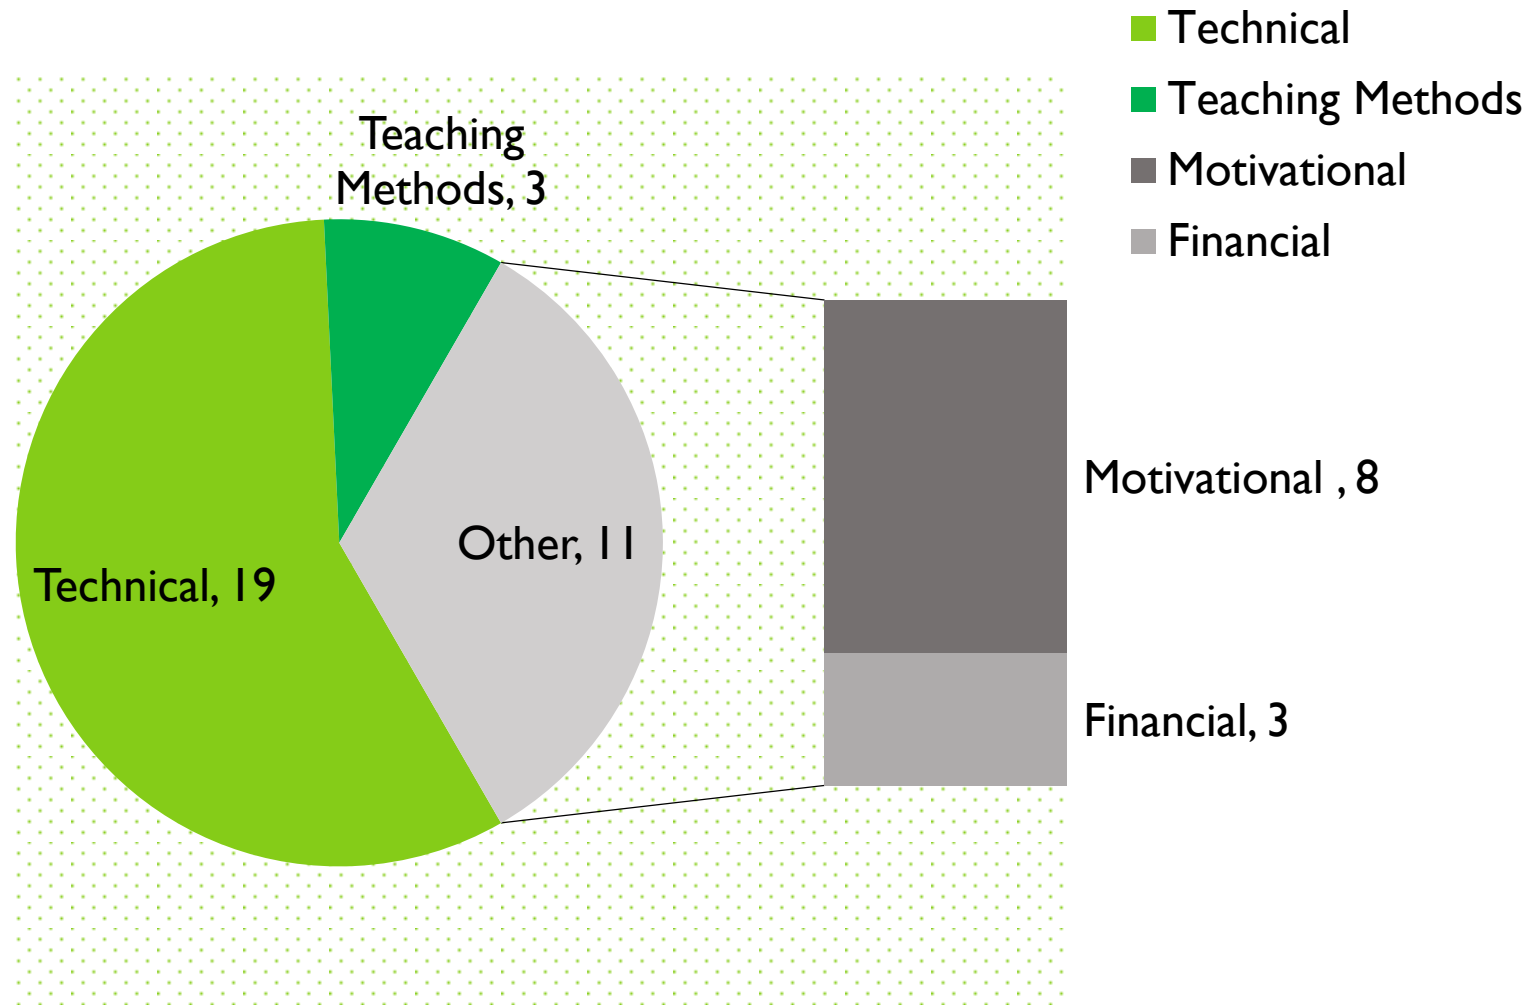 Technical
Teaching Methods
Motivational
Financial
Teaching
Methods, 3
Other, 11
Technical, 19
Motivational , 8
Financial, 3